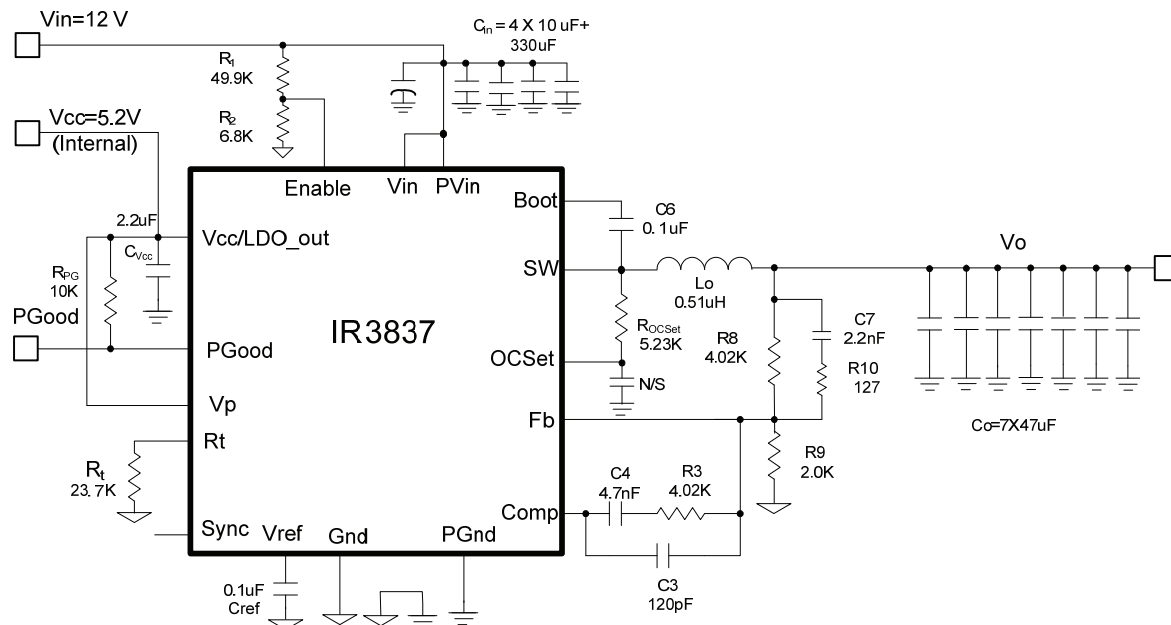 Vin=12 V
Cin = 4 X 10 uF+
330uF
R1
49.9K
Vcc=5.2V
(Internal)
R2
6.8K
Enable
Vin
PVin
Boot
C6
0.1uF
2.2uF
Vcc/LDO_out
CVcc
RPG
10K
SW
Lo
0.51uH
Vo
PGood
IR3837
ROCSet
5.23K
R8
4.02K
C7
2.2nF
PGood
OCSet
R10
127
N/S
Vp
Fb
Co=7X47uF
Rt
Rt
23.7K
R9
2.0K
C4
4.7nF
R3
4.02K
Comp
Sync
Vref
Gnd
PGnd
0.1uF
Cref
C3
120pF